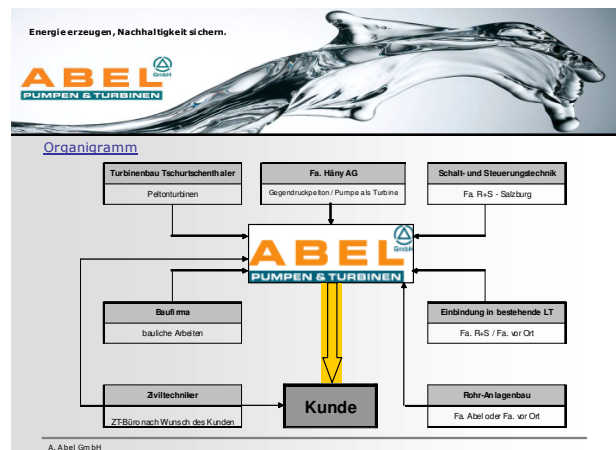 Energie erzeugen, Nachhaltigkeit sichern.
ABEL
GmbH
PUMPEN & TURBINEN
Organigramm
Turbinenbau Tschurtschenthaler
Peltonturbinen
Fa. Häny AG
Gegendruckpelton / Pumpe als Turbine
Schalt- und Steuerungstechnik
Fa. R+S - Salzburg
ABEL
GmbH
PUMPEN & TURBINEN
Baufirma
bauliche Arbeiten
Einbindung in bestehende LT
Fa. R+S / Fa. vor Ort
Ziviltechniker
ZT-Büro nach Wunsch des Kunden
Kunde
Rohr-Anlagenbau
Fa. Abel oder Fa. vor Ort
A. Abel GmbH